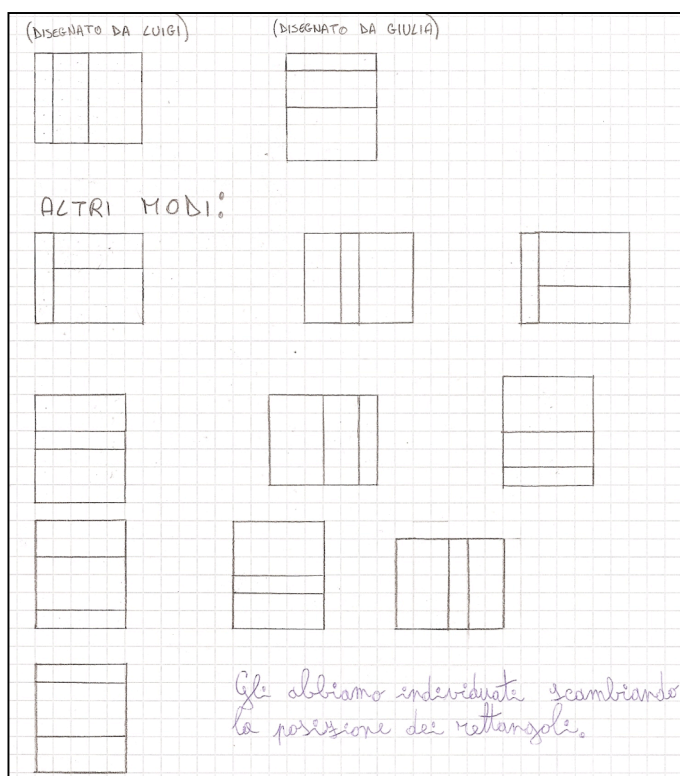 (DISEGNATO DA LUIGI)
(DISEGNATO DA GIULIA)
ALTRI MODI:
Gli abbiamo individuati scambiando
la posizione dei rettangoli.